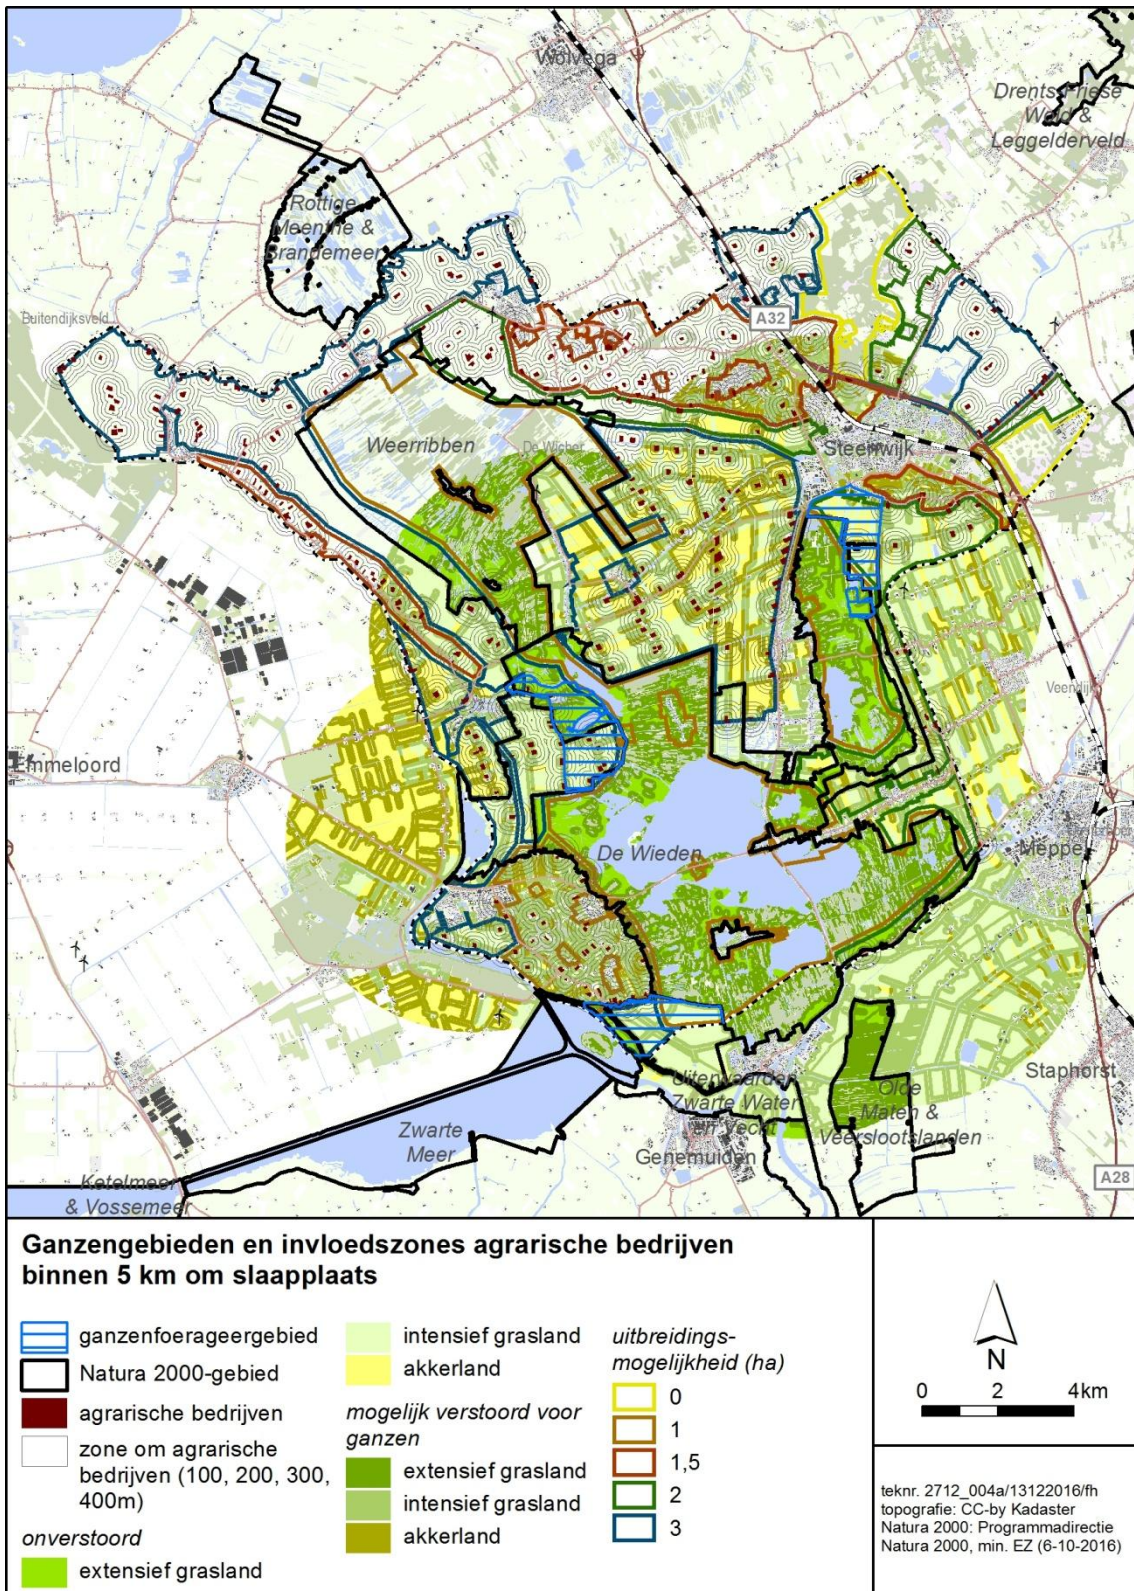 Wolvega
Drents-Friese
Wold &
Leggelderveld
Rottige
Meenthe &
Brandemeer
Buitendijksveld
A32
Weerribben
De Wicher
Steenwijk
Veendijk
Emmeloord
De Wieden
Meppel
Staphorst
Uiterwaarden
Zwarte Water
en Vecht
Olde
Maten &
Veerslootslanden
Zwarte
Meer
Genemuiden
A28
Ketelmeer
& Vossemeer
Ganzengebieden en invloedszones agrarische bedrijven
binnen 5 km om slaapplaats
ganzenfoerageergebied
Natura 2000-gebied
agrarische bedrijven
zone om agrarische
bedrijven (100, 200, 300,
400m)
onverstoord
extensief grasland
intensief grasland
akkerland
mogelijk verstoord voor
ganzen
extensief grasland
intensief grasland
akkerland
uitbreidings-
mogelijkheid (ha)
0
1
1,5
2
3
N
0 2 4km
teknr. 2712_004a/13122016/fh
topografie: CC-by Kadaster
Natura 2000: Programmadirectie
Natura 2000, min. EZ (6-10-2016)